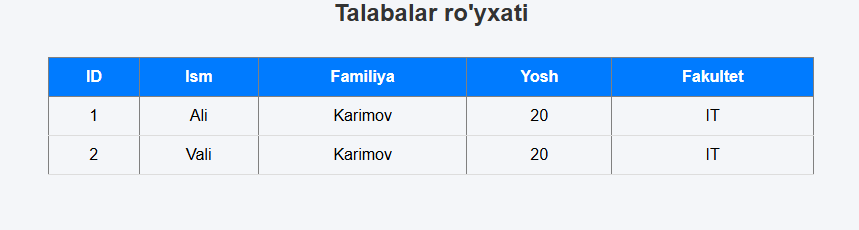 Talabalar ro'yxati
ID Ism Familiya Yosh Fakultet
1 Ali Karimov 20 IT
2 Vali Karimov 20 IT